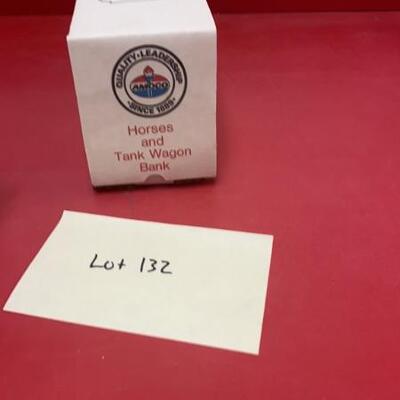 QUALITY-LEADERSHIP
AMOCO
•SINCE 1889•
Horses
and
Tank Wagon
Bank
Lot 132